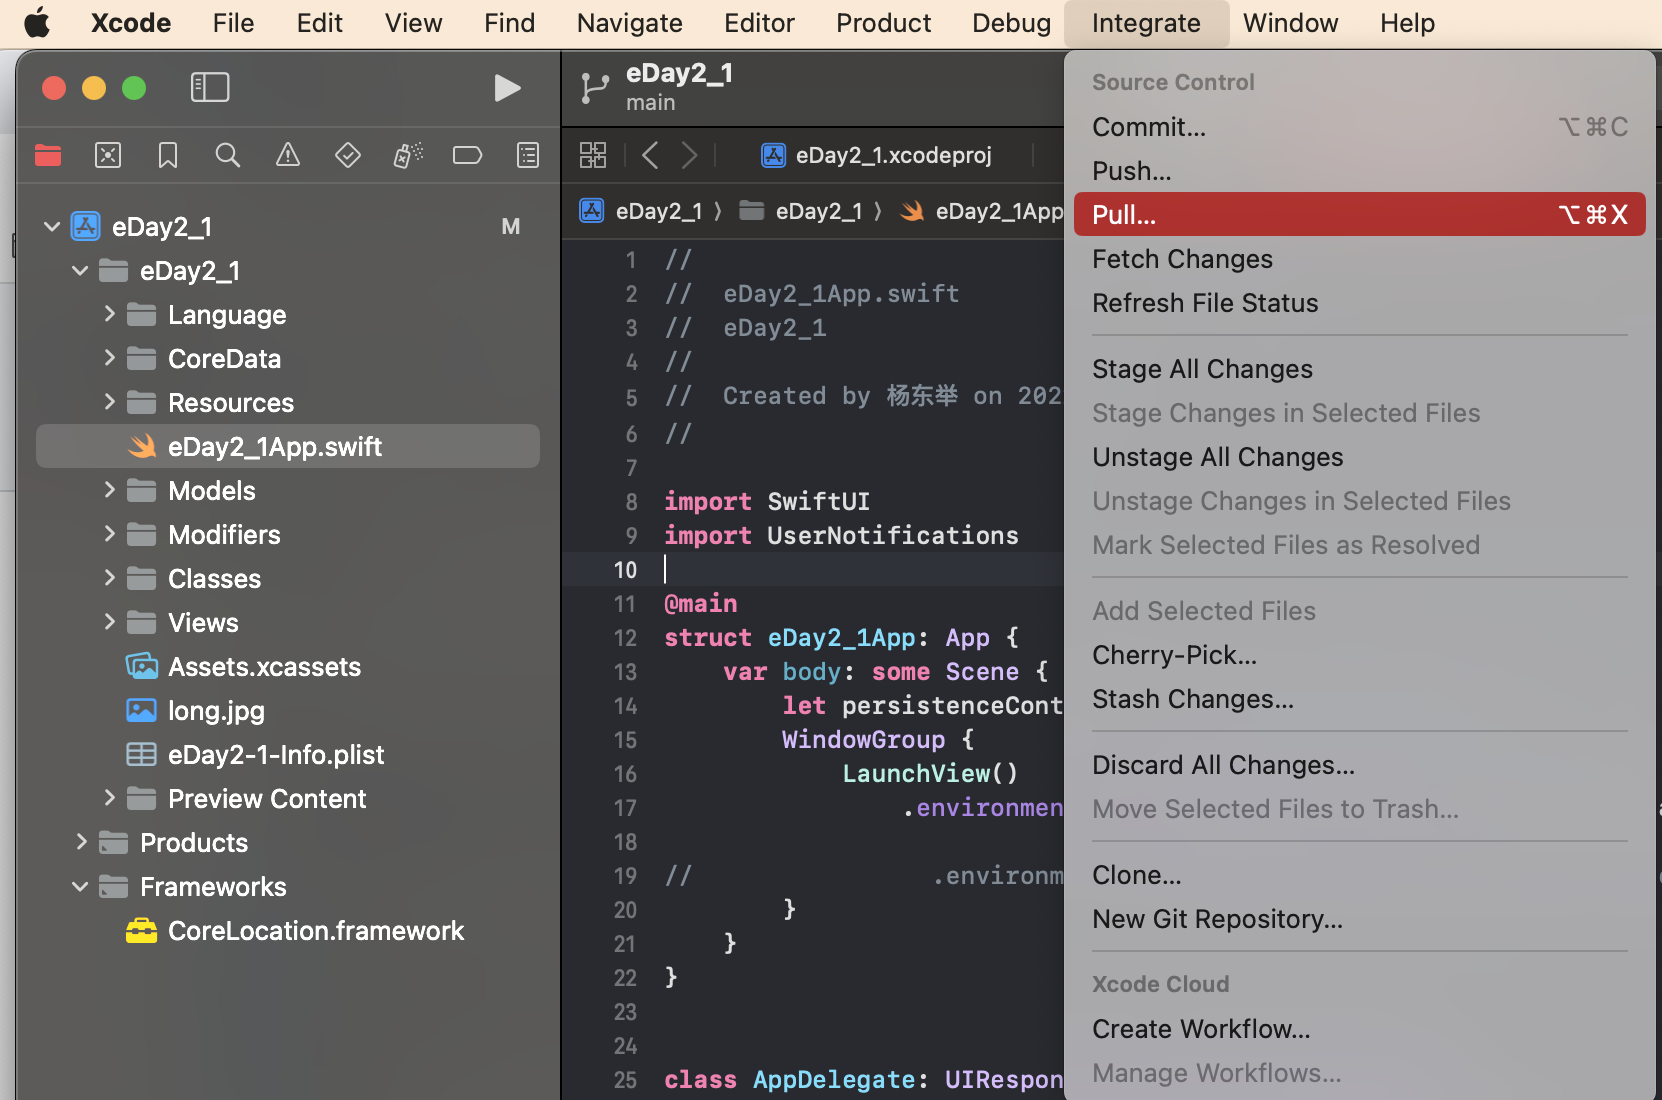 Xcode File Edit View Find Navigate Editor Product Debug Integrate Window Help
eDay2_1
main
eDay2_1.xcodeproj
eDay2_1 〉 eDay2_1 〉 eDay2_1App
eDay2_1 M
eDay2_1
Language
CoreData
Resources
eDay2_1App.swift
Models
Modifiers
Classes
Views
Assets.xcassets
long.jpg
eDay2-1-Info.plist
Preview Content
Products
Frameworks
CoreLocation.framework
1 //
2 //  eDay2_1App.swift
3 //  eDay2_1
4 //
5 //  Created by 杨东举 on 202
6 //
7
8 import SwiftUI
9 import UserNotifications
10
11 @main
12 struct eDay2_1App: App {
13     var body: some Scene {
14         let persistenceCont
15         WindowGroup {
16             LaunchView()
17                 .environmen
18
19 //                .environm
20         }
21     }
22 }
23
24
25 class AppDelegate: UIRespon
Source Control
Commit... ⌥⌘C
Push...
Pull... ⌥⌘X
Fetch Changes
Refresh File Status
Stage All Changes
Stage Changes in Selected Files
Unstage All Changes
Unstage Changes in Selected Files
Mark Selected Files as Resolved
Add Selected Files
Cherry-Pick...
Stash Changes...
Discard All Changes...
Move Selected Files to Trash...
Clone...
New Git Repository...
Xcode Cloud
Create Workflow...
Manage Workflows...